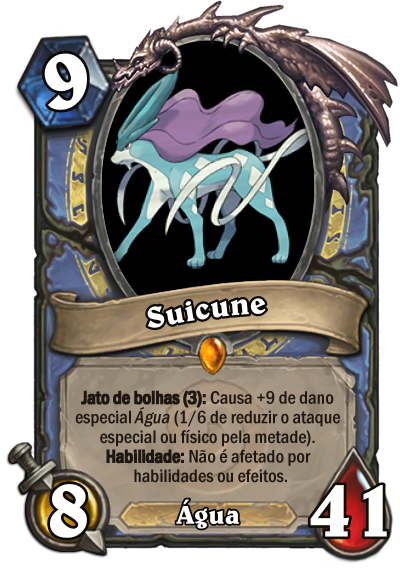 9
Suicune
Jato de bolhas (3): Causa +9 de dano
especial Água (1/6 de reduzir o ataque
especial ou físico pela metade).
Habilidade: Não é afetado por
habilidades ou efeitos.
8
Água
41